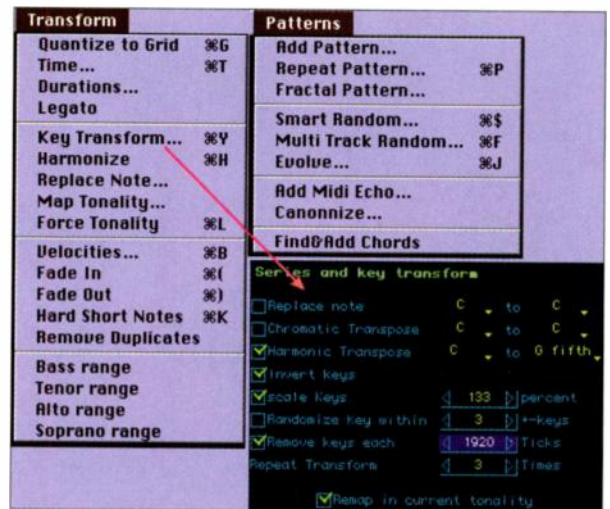 Transform
Quantize to Grid ⌘G
Time... ⌘T
Durations...
Legato
Key Transform... ⌘Y
Harmonize ⌘H
Replace Note...
Map Tonality...
Force Tonality ⌘L
Velocities... ⌘B
Fade In ⌘(
Fade Out ⌘)
Hard Short Notes ⌘K
Remove Duplicates
Bass range
Tenor range
Alto range
Soprano range
Patterns
Add Pattern...
Repeat Pattern... ⌘P
Fractal Pattern...
Smart Random... ⌘$
Multi Track Random... ⌘F
Evolve... ⌘J
Add Midi Echo...
Canonnize...
Find&Add Chords
Series and key transform
Replace note C to C
Chromatic Transpose C to C
Harmonic Transpose C to G fifth
Invert keys
scale Keys 133 percent
Randomize Key within 3 +-keys
Remove keys each 1920 Ticks
Repeat Transform 3 Times
Remap in current tonality